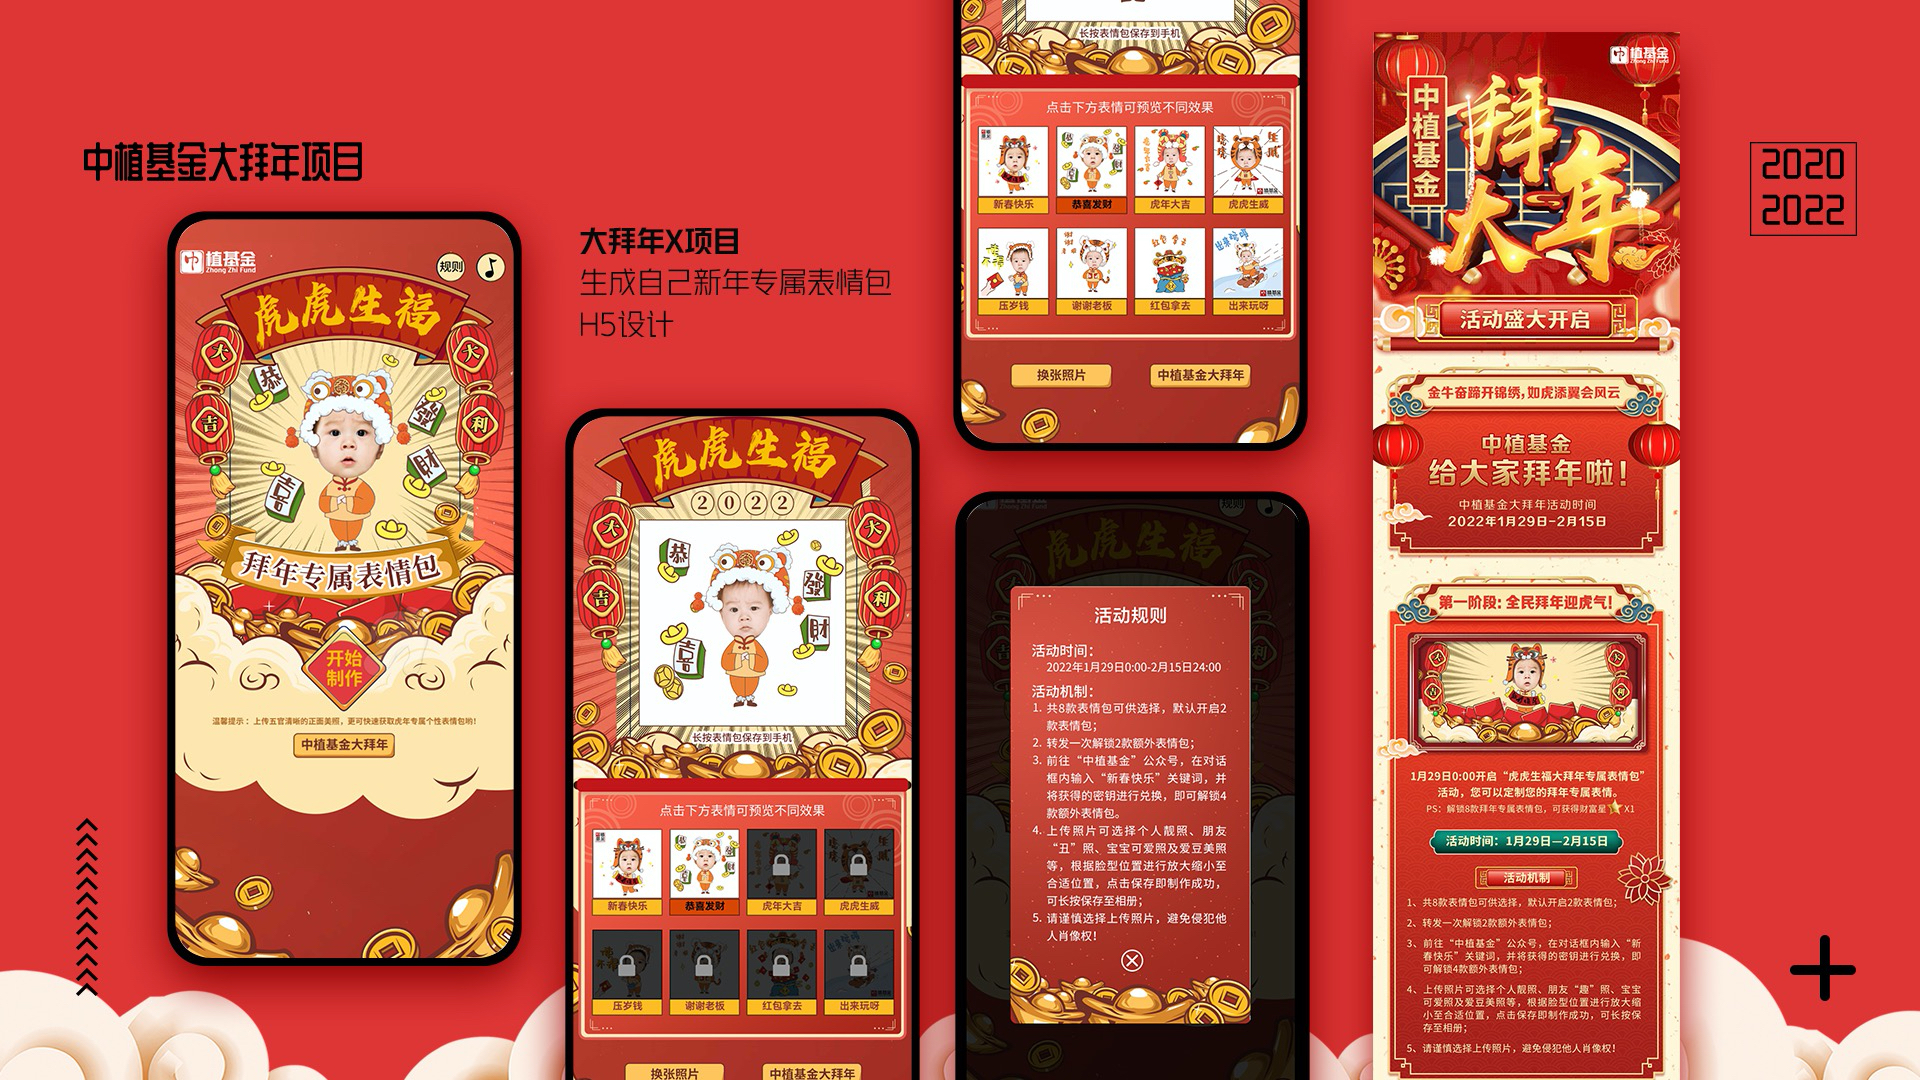 中植基金大拜年项目
大拜年X项目
生成自己新年专属表情包
H5设计
2020
2022
中植基金
Zhong Zhi Fund
规则
虎虎生福
大吉
大利
恭
喜
發
財
拜年专属表情包
开始
制作
温馨提示：上传五官清晰的正面美照，更可快速获取虎年专属个性表情包哟！
中植基金大拜年
虎虎生福
2022
大吉
大利
恭
喜
發
財
长按表情包保存到手机
点击下方表情可预览不同效果
新春快乐
恭喜发财
虎年大吉
虎虎生威
压岁钱
谢谢老板
红包拿去
出来玩呀
换张照片
中植基金大拜年
长按表情包保存到手机
点击下方表情可预览不同效果
新春快乐
恭喜发财
虎年大吉
虎虎生威
压岁钱
谢谢老板
红包拿去
出来玩呀
换张照片
中植基金大拜年
规则
虎虎生福
活动规则
活动时间：
2022年1月29日0:00-2月15日24:00
活动机制：
1. 共8款表情包可供选择，默认开启2
款表情包；
2. 转发一次解锁2款额外表情包；
3. 前往“中植基金”公众号，在对话
框内输入“新春快乐”关键词，并
将获得的密钥进行兑换，即可解锁4
款额外表情包。
4. 上传照片可选择个人靓照、朋友
“丑”照、宝宝可爱照及爱豆美照
等，根据脸型位置进行放大缩小至
合适位置，点击保存即制作成功，
可长按保存至相册；
5. 请谨慎选择上传照片，避免侵犯他
人肖像权！
中植基金
Zhong Zhi Fund
中植基金
大拜年
活动盛大开启
金牛奋蹄开锦绣，如虎添翼会风云
中植基金
给大家拜年啦！
中植基金大拜年活动时间
2022年1月29日-2月15日
第一阶段：全民拜年迎虎气！
大吉
大利
1月29日0:00开启“虎虎生福大拜年专属表情包”
活动，您可以定制您的拜年专属表情。
PS：解锁8款拜年专属表情包，可获得财富星X1
活动时间：1月29日—2月15日
活动机制
1、共8款表情包可供选择，默认开启2款表情包；
2、转发一次解锁2款额外表情包；
3、前往“中植基金”公众号，在对话框内输入“新
春快乐”关键词，并将获得的密钥进行兑换，即
可解锁4款额外表情包；
4、上传照片可选择个人靓照、朋友“趣”照、宝宝
可爱照及爱豆美照等，根据脸型位置进行放大缩
小至合适位置，点击保存即制作成功，可长按保
存至相册；
5、请谨慎选择上传照片，避免侵犯他人肖像权！